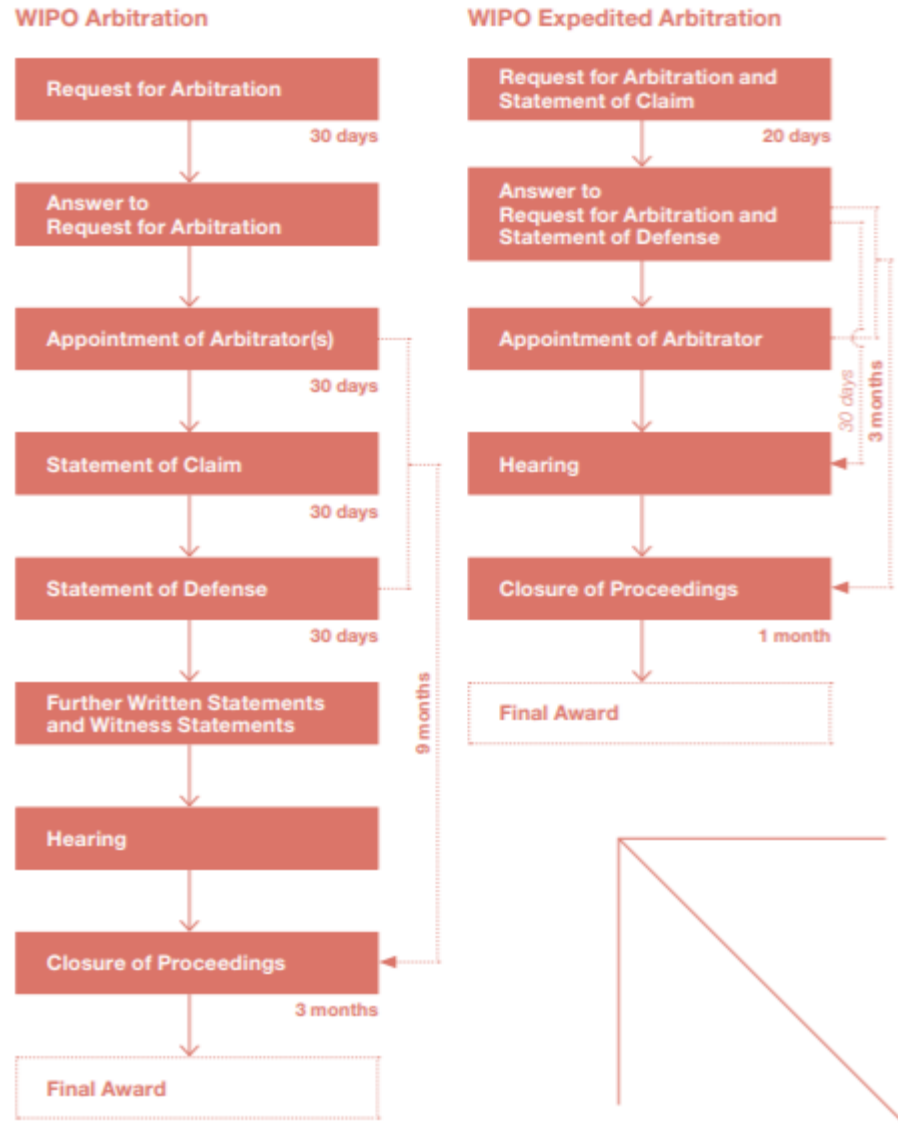 WIPO Arbitration
Request for Arbitration
30 days
Answer to
Request for Arbitration
Appointment of Arbitrator(s)
30 days
Statement of Claim
30 days
Statement of Defense
30 days
Further Written Statements
and Witness Statements
9 months
Hearing
Closure of Proceedings
3 months
Final Award
WIPO Expedited Arbitration
Request for Arbitration and
Statement of Claim
20 days
Answer to
Request for Arbitration and
Statement of Defense
Appointment of Arbitrator
30 days
3 months
Hearing
Closure of Proceedings
1 month
Final Award